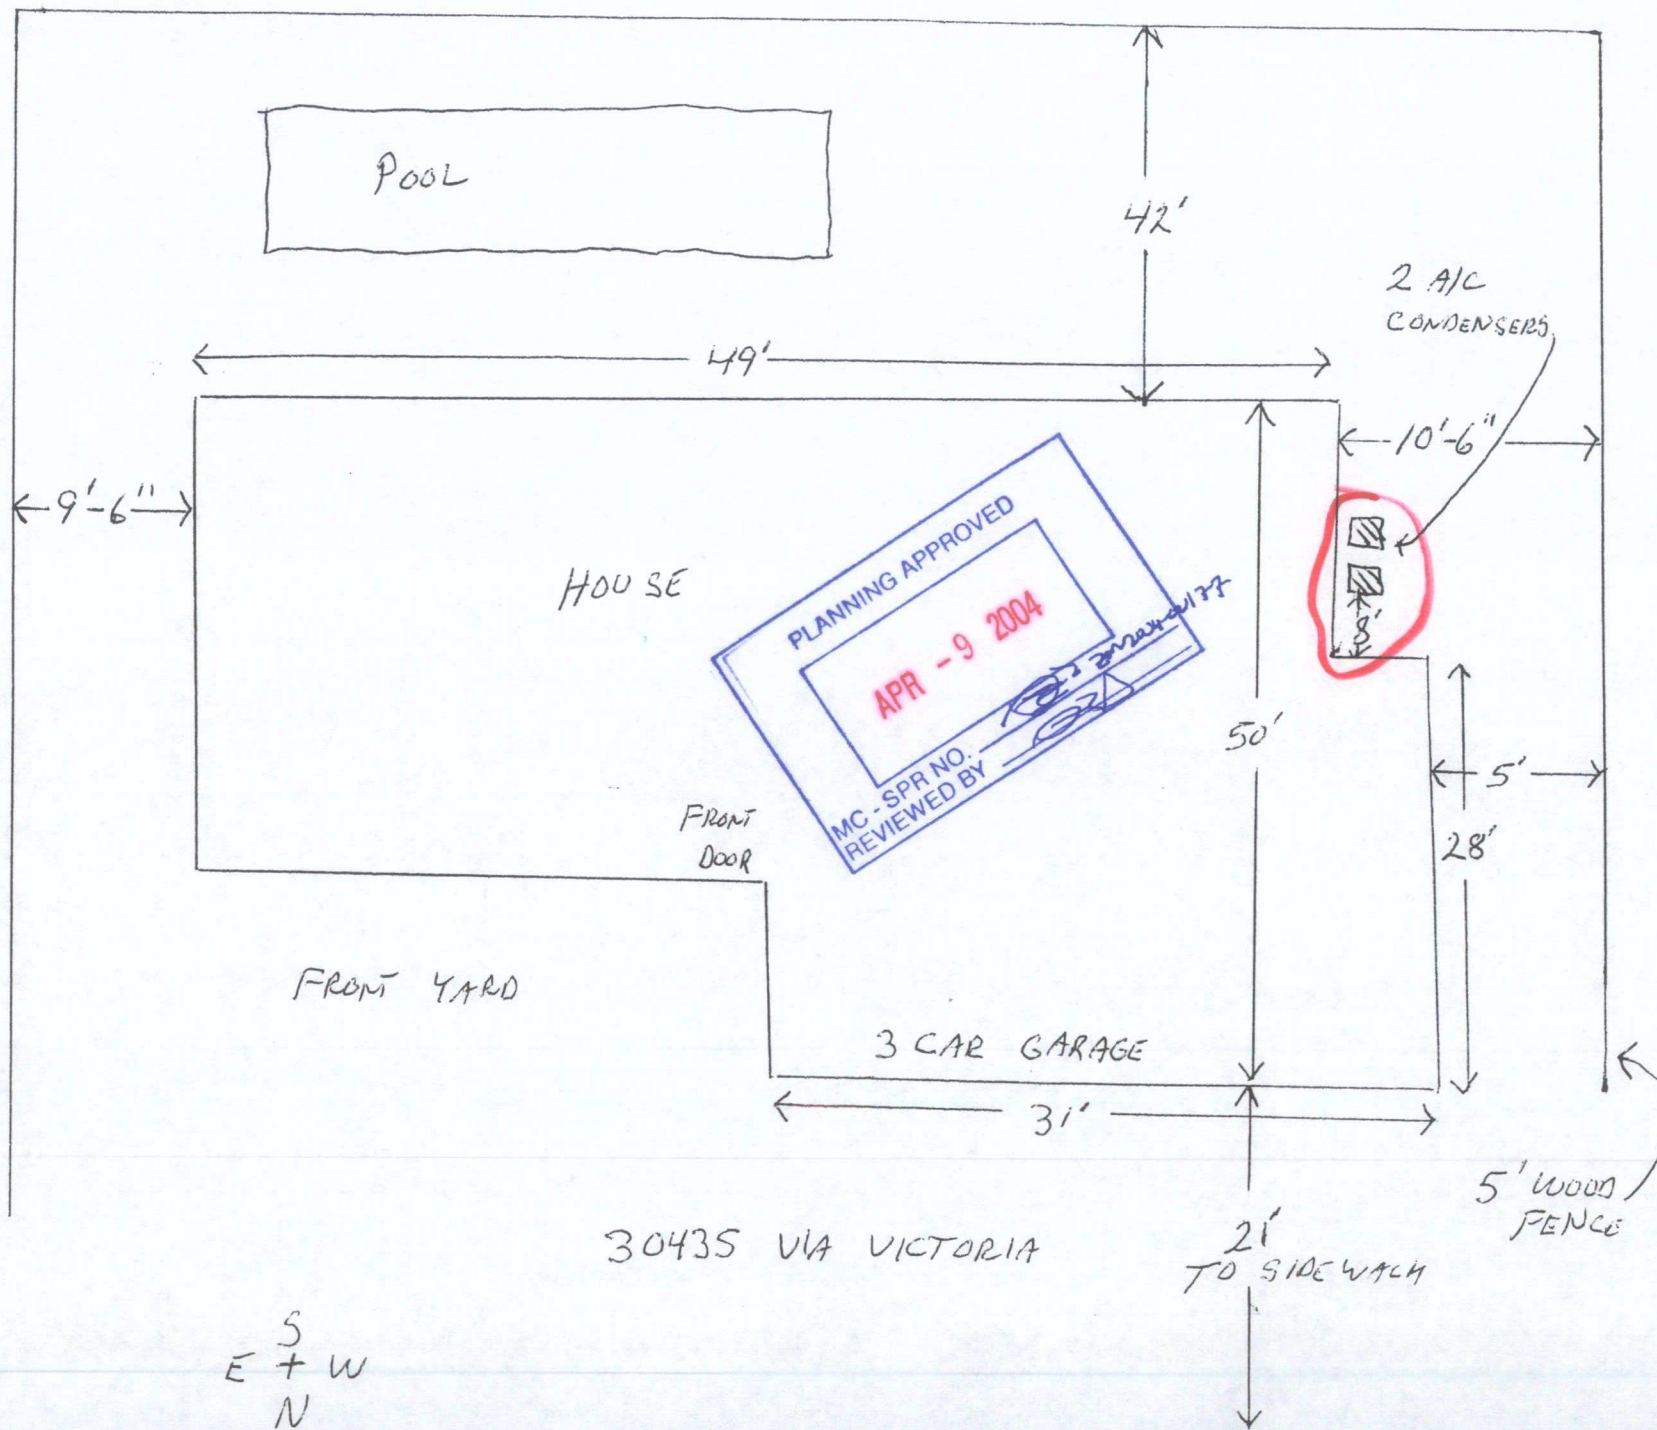 POOL
42'
2 A/C
CONDENSERS
49'
10'-6"
9'-6"
HOUSE
PLANNING APPROVED
APR - 9 2004
MC - SPR NO.
REVIEWED BY
8'
50'
5'
28'
FRONT
DOOR
FRONT YARD
3 CAR GARAGE
31'
5' WOOD
FENCE
30435 VIA VICTORIA
21'
TO SIDEWALK
S
E + W
N